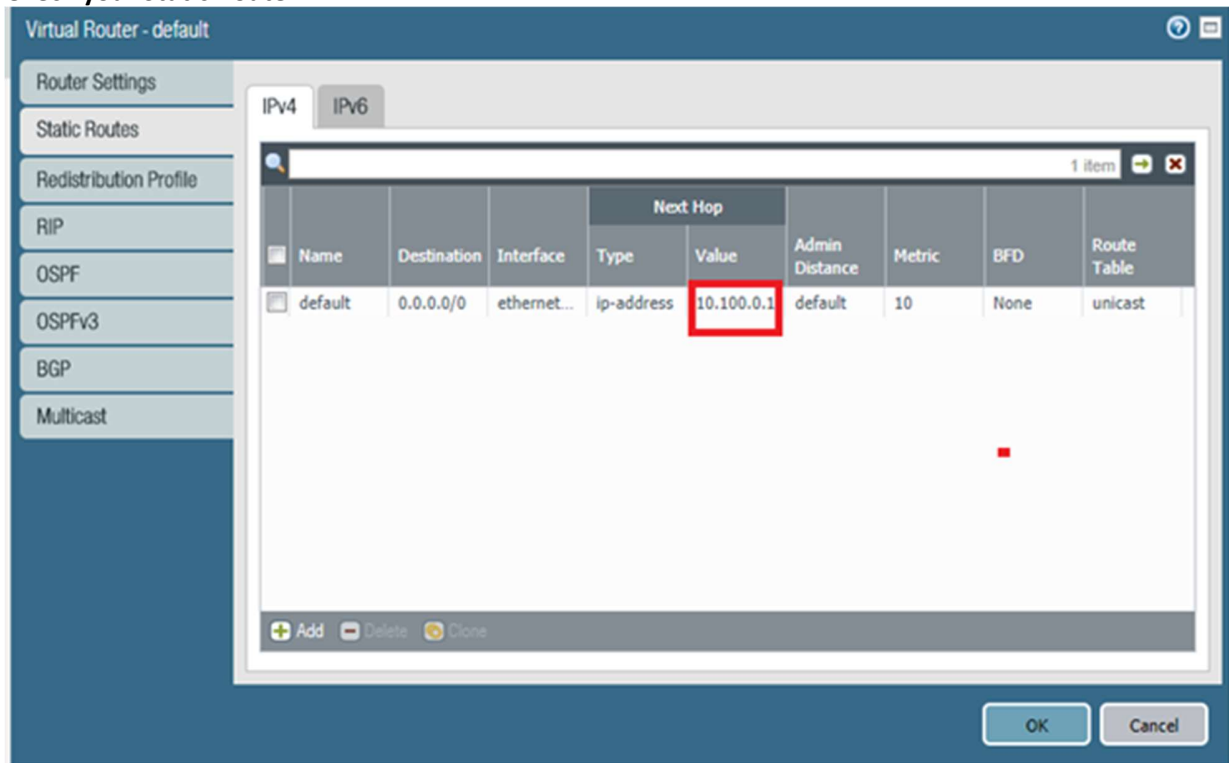 Virtual Router - default
Router Settings
Static Routes
Redistribution Profile
RIP
OSPF
OSPFv3
BGP
Multicast
IPv4 IPv6
1 item
Next Hop
Name Destination Interface Type Value Admin Distance Metric BFD Route Table
default 0.0.0.0/0 ethernet... ip-address 10.100.0.1 default 10 None unicast
Add Delete Clone
OK Cancel